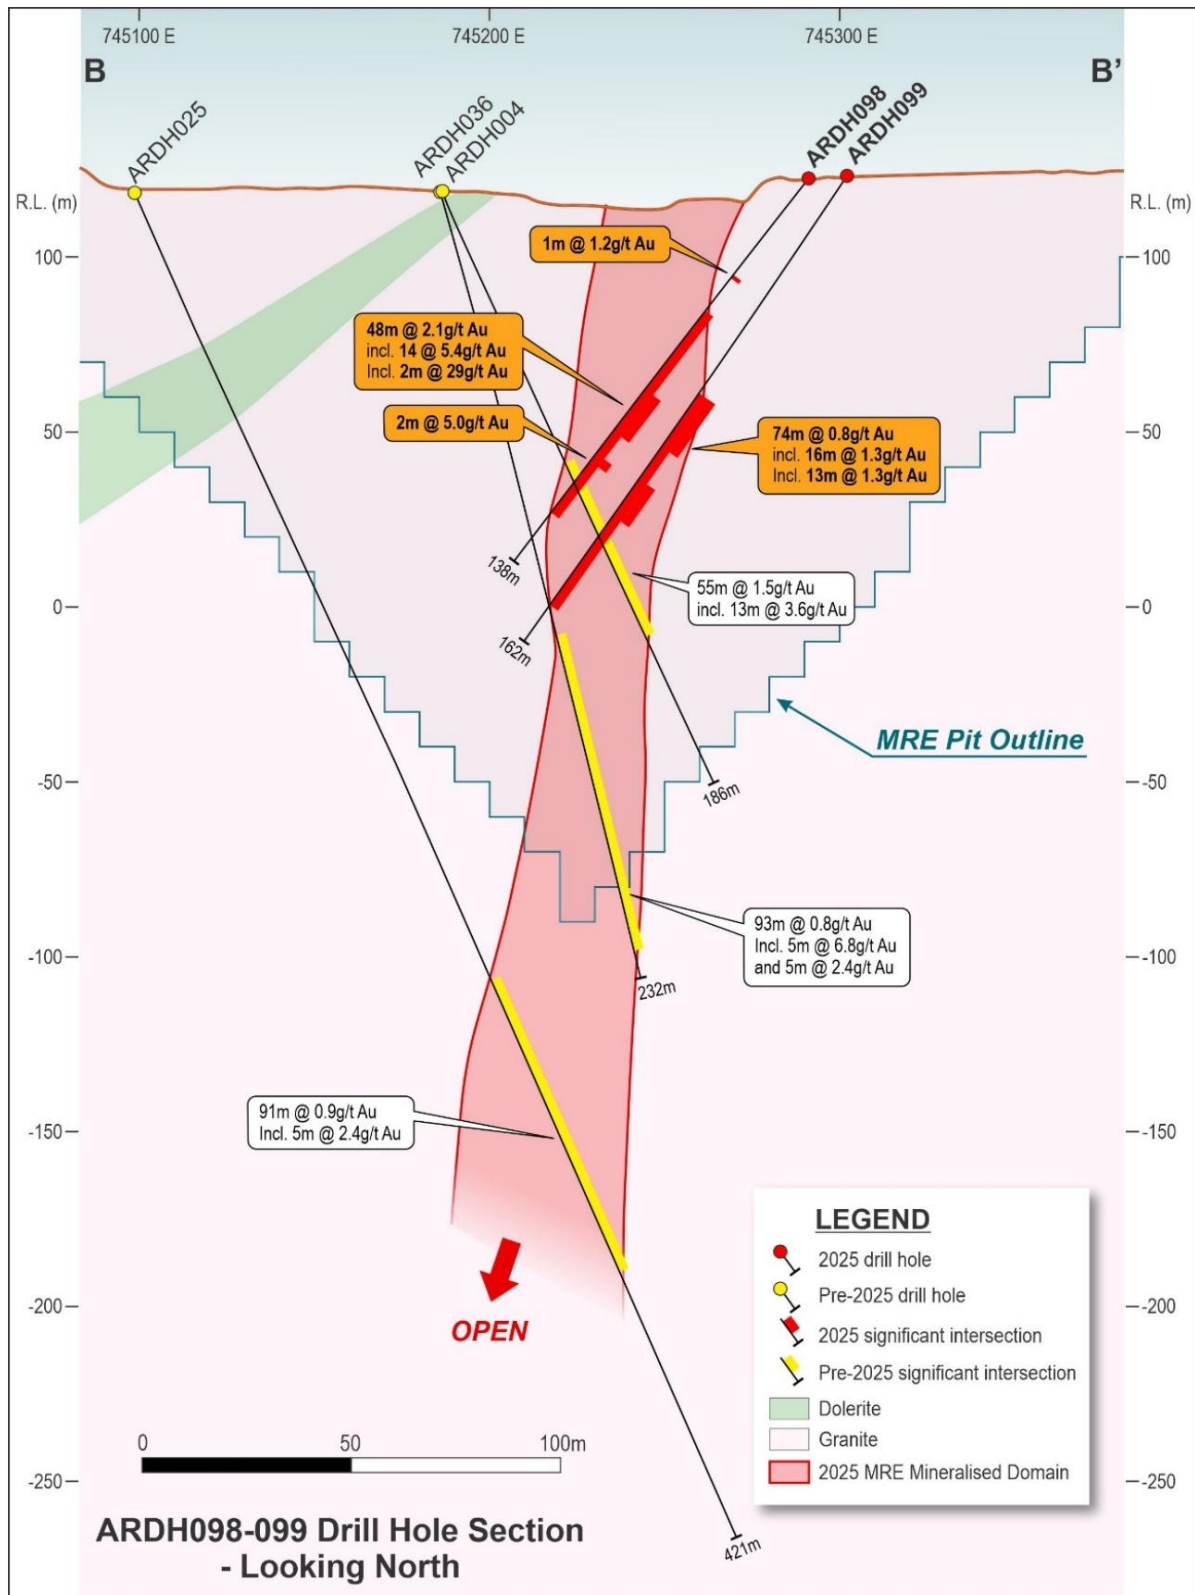 745100 E
745200 E
745300 E
B
B’
ARDH025
ARDH036
ARDH004
ARDH098
ARDH099
R.L. (m)
R.L. (m)
100
100
50
50
0
0
-50
-50
-100
-100
-150
-150
-200
-200
-250
-250
1m @ 1.2g/t Au
48m @ 2.1g/t Au
incl. 14 @ 5.4g/t Au
Incl. 2m @ 29g/t Au
2m @ 5.0g/t Au
74m @ 0.8g/t Au
incl. 16m @ 1.3g/t Au
Incl. 13m @ 1.3g/t Au
138m
162m
55m @ 1.5g/t Au
incl. 13m @ 3.6g/t Au
MRE Pit Outline
186m
93m @ 0.8g/t Au
Incl. 5m @ 6.8g/t Au
and 5m @ 2.4g/t Au
232m
91m @ 0.9g/t Au
Incl. 5m @ 2.4g/t Au
OPEN
421m
LEGEND
2025 drill hole
Pre-2025 drill hole
2025 significant intersection
Pre-2025 significant intersection
Dolerite
Granite
2025 MRE Mineralised Domain
0
50
100m
ARDH098-099 Drill Hole Section
- Looking North